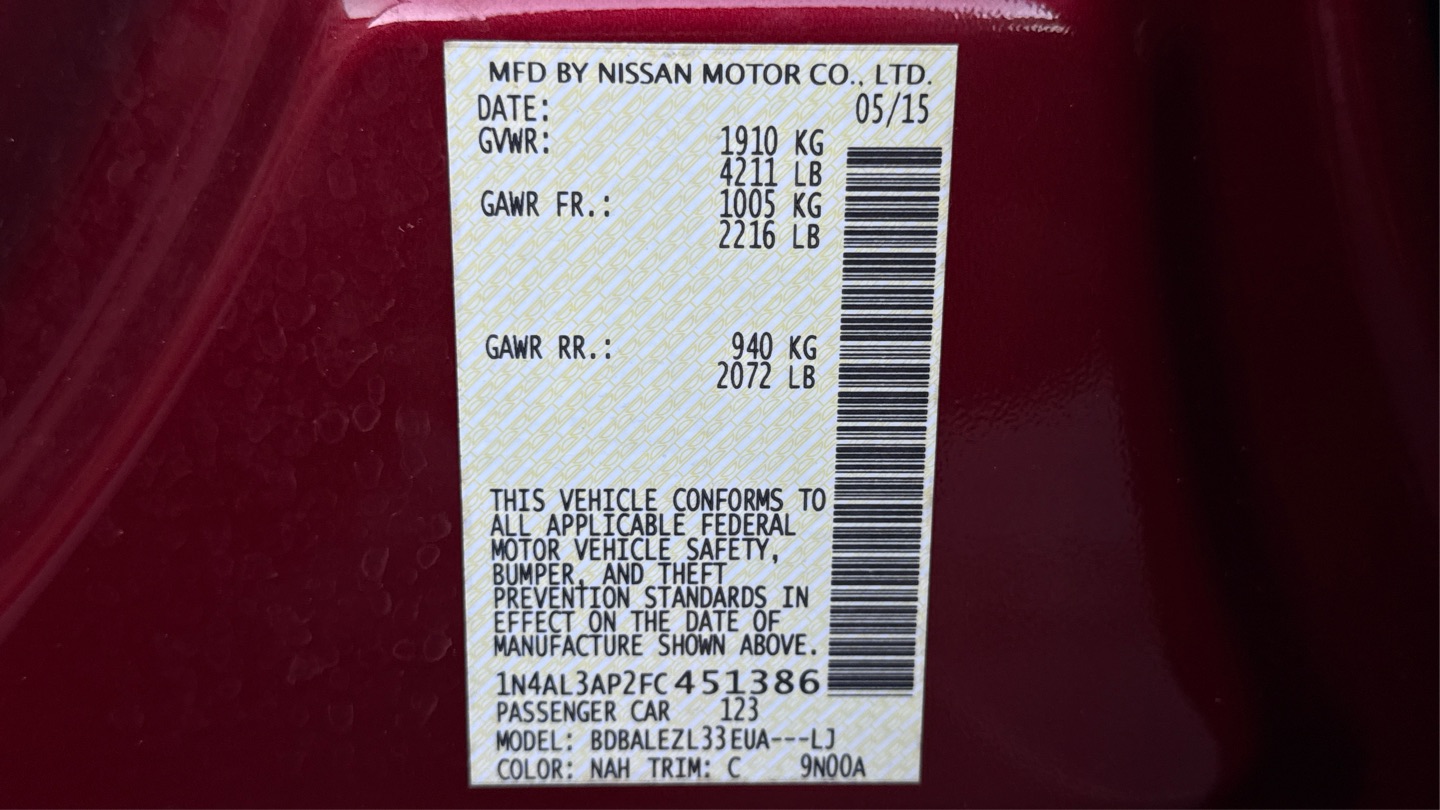 MFD BY NISSAN MOTOR CO., LTD.
DATE: 05/15
GVWR: 1910 KG
4211 LB
GAWR FR.: 1005 KG
2216 LB
GAWR RR.: 940 KG
2072 LB
THIS VEHICLE CONFORMS TO
ALL APPLICABLE FEDERAL
MOTOR VEHICLE SAFETY,
BUMPER, AND THEFT
PREVENTION STANDARDS IN
EFFECT ON THE DATE OF
MANUFACTURE SHOWN ABOVE.
1N4AL3AP2FC451386
PASSENGER CAR 123
MODEL: BDBALEZL33EUA---LJ
COLOR: NAH TRIM: C 9N00A